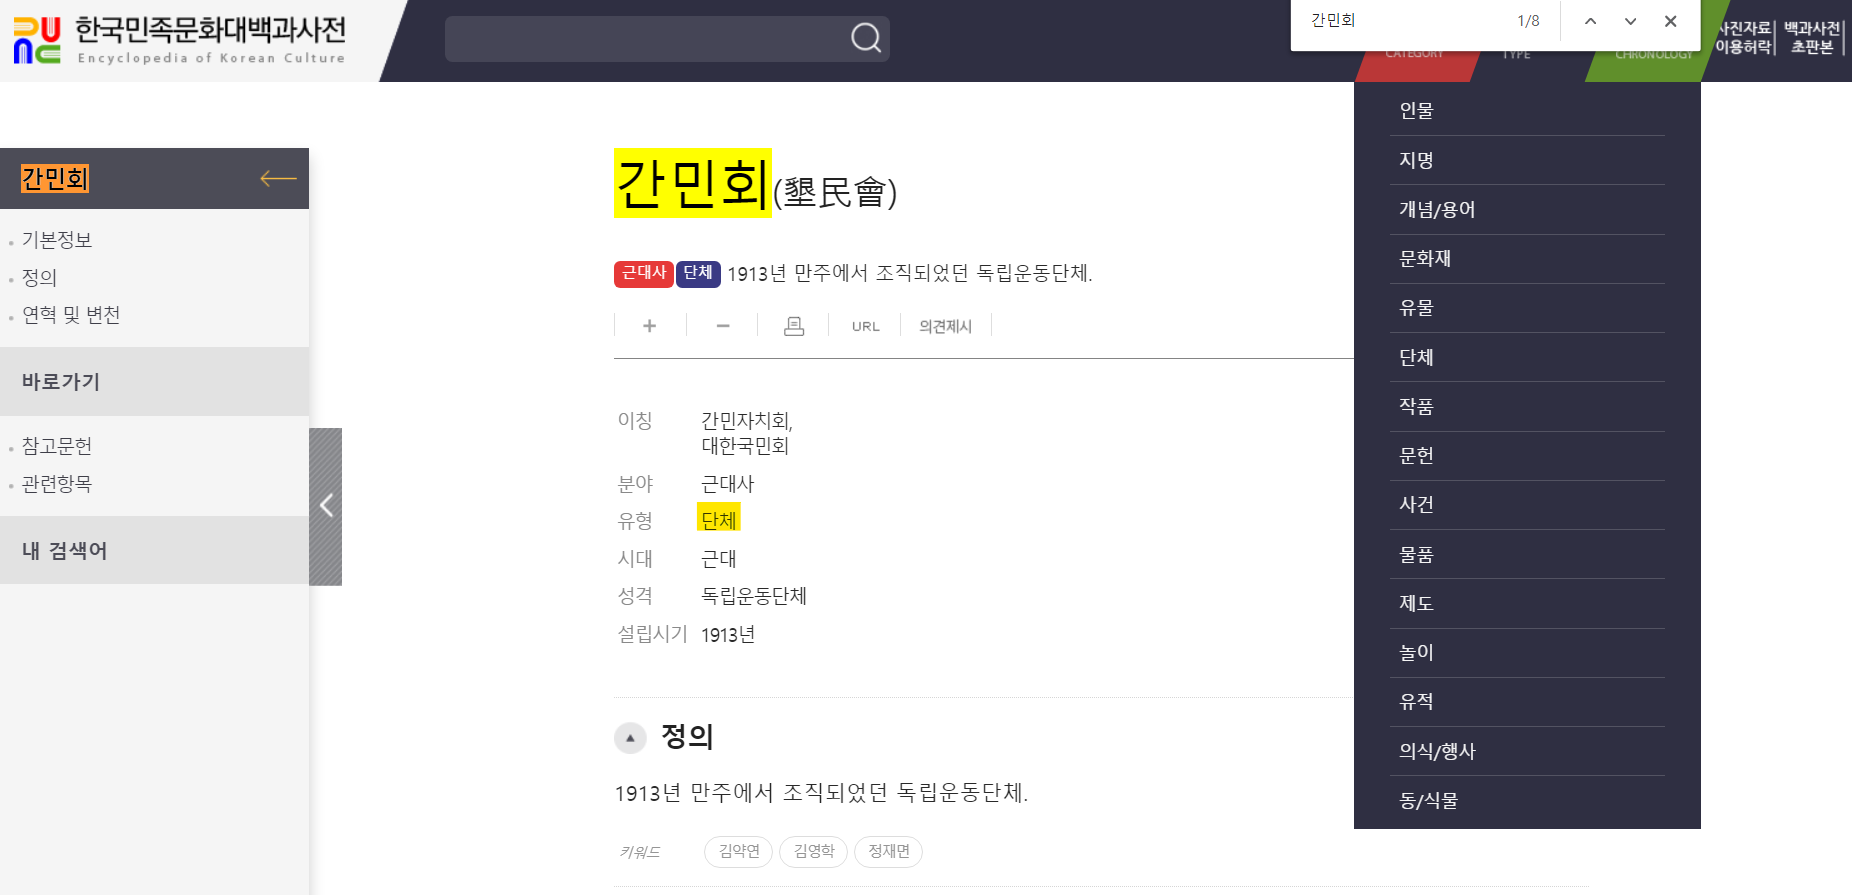 한국민족문화대백과사전
Encyclopedia of Korean Culture
간민회 1/8
CATEGORY
TYPE
CHRONOLOGY
사진자료 백과사전
이용허락 초판본
간민회
기본정보
정의
연혁 및 변천
바로가기
참고문헌
관련항목
내 검색어
간민회(墾民會)
근대사 단체 1913년 만주에서 조직되었던 독립운동단체.
+ − URL 의견제시
이칭 간민자치회,
대한국민회
분야 근대사
유형 단체
시대 근대
성격 독립운동단체
설립시기 1913년
정의
1913년 만주에서 조직되었던 독립운동단체.
키워드 김약연 김영학 정재면
인물
지명
개념/용어
문화재
유물
단체
작품
문헌
사건
물품
제도
놀이
유적
의식/행사
동/식물